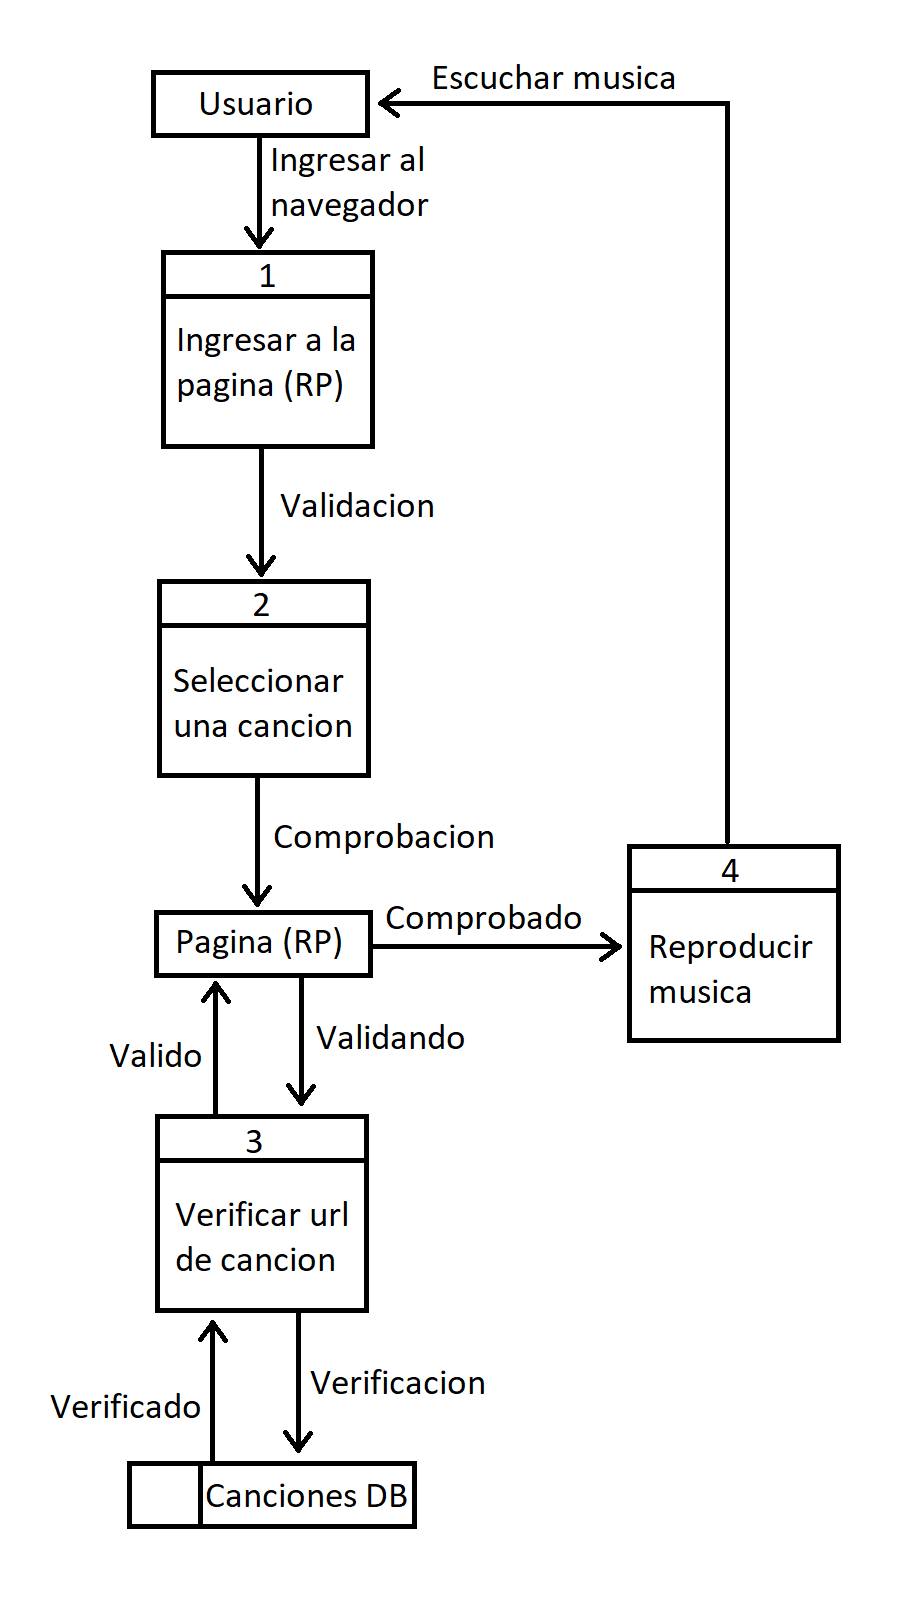 Escuchar musica
Usuario
Ingresar al
navegador
1
Ingresar a la
pagina (RP)
Validacion
2
Seleccionar
una cancion
Comprobacion
4
Comprobado
Pagina (RP)
Reproducir
musica
Validando
Valido
3
Verificar url
de cancion
Verificacion
Verificado
Canciones DB